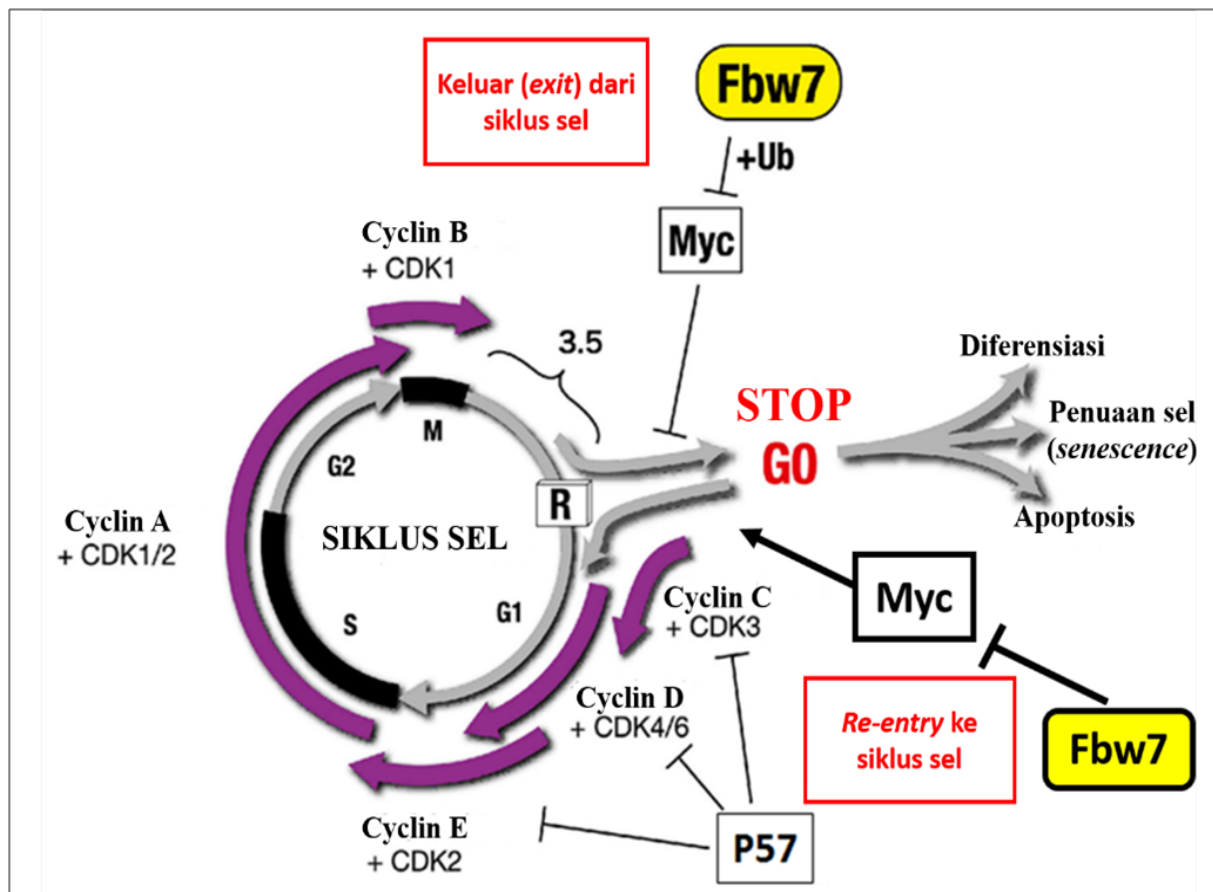 Keluar (exit) dari
siklus sel
Fbw7
+Ub
Myc
Cyclin B
+ CDK1
3.5
Diferensiasi
STOP
G0
Penuaan sel
(senescence)
Apoptosis
M
G2
R
Cyclin A
+ CDK1/2
SIKLUS SEL
S
G1
Cyclin C
+ CDK3
Myc
Cyclin D
+ CDK4/6
Re-entry ke
siklus sel
Fbw7
Cyclin E
+ CDK2
P57